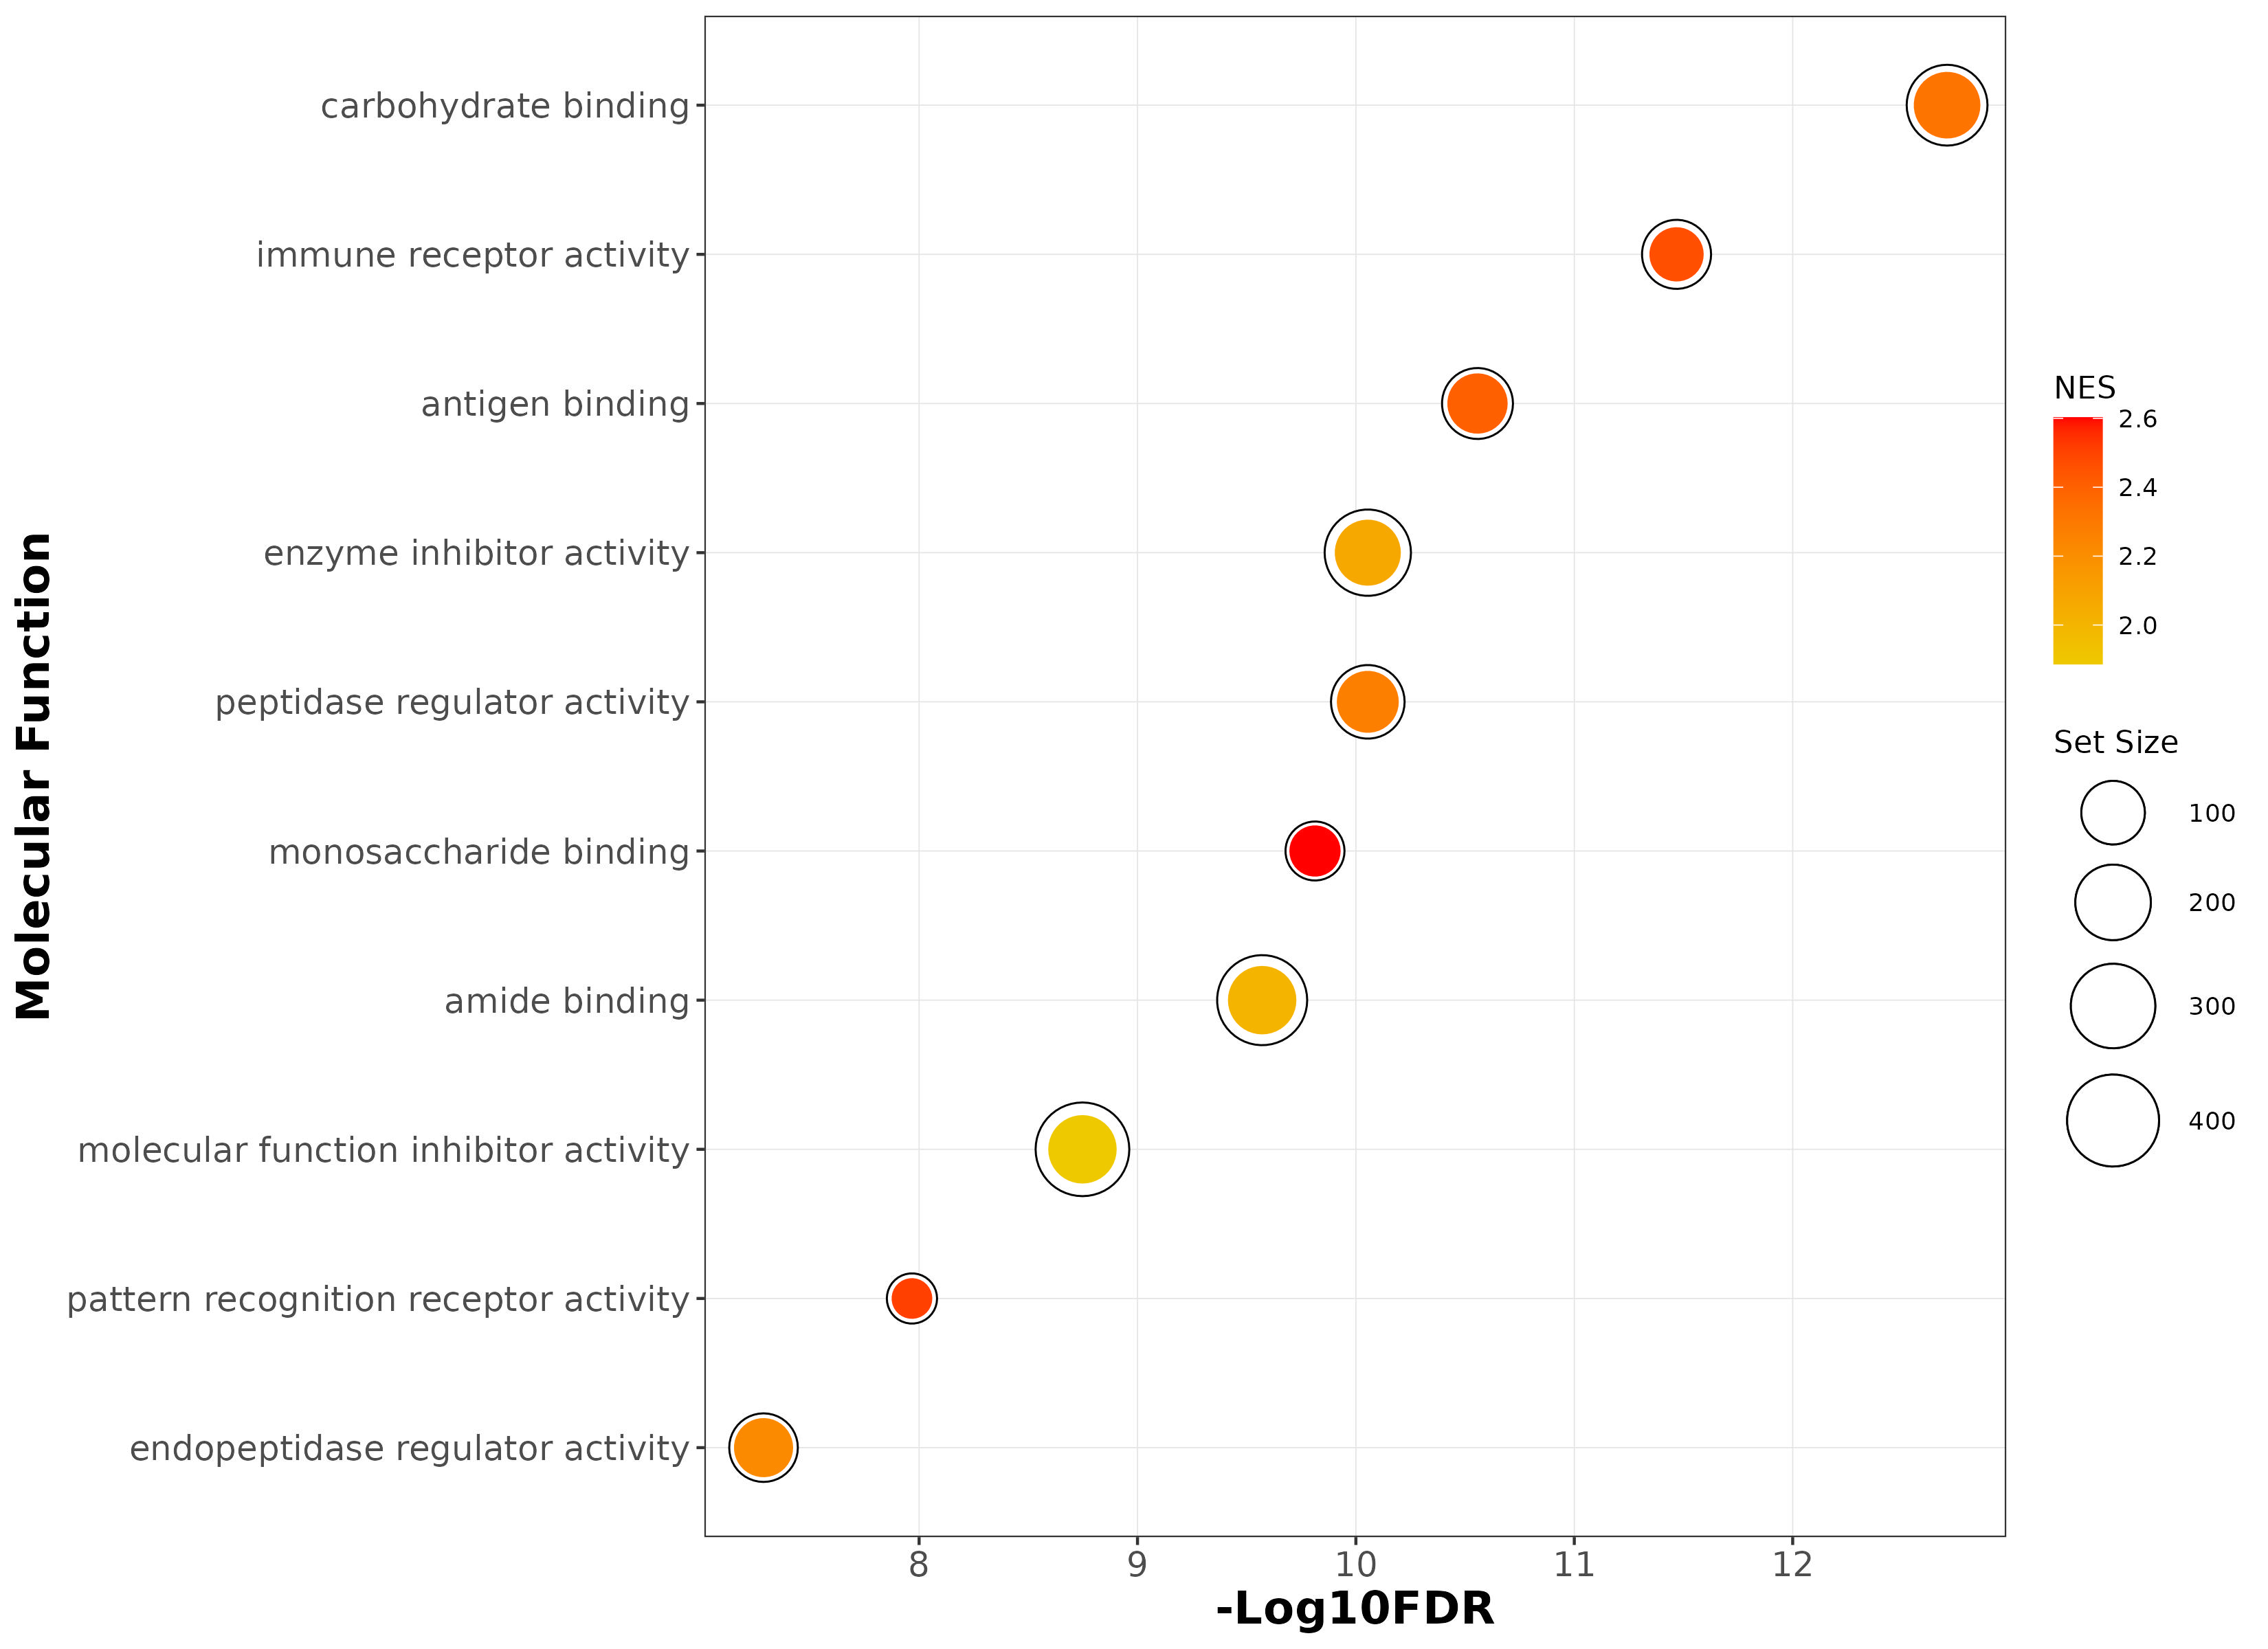 Molecular Function
carbohydrate binding
immune receptor activity
antigen binding
enzyme inhibitor activity
peptidase regulator activity
monosaccharide binding
amide binding
molecular function inhibitor activity
pattern recognition receptor activity
endopeptidase regulator activity
8 9 10 11 12
-Log10FDR
NES
2.6
2.4
2.2
2.0
Set Size
100
200
300
400